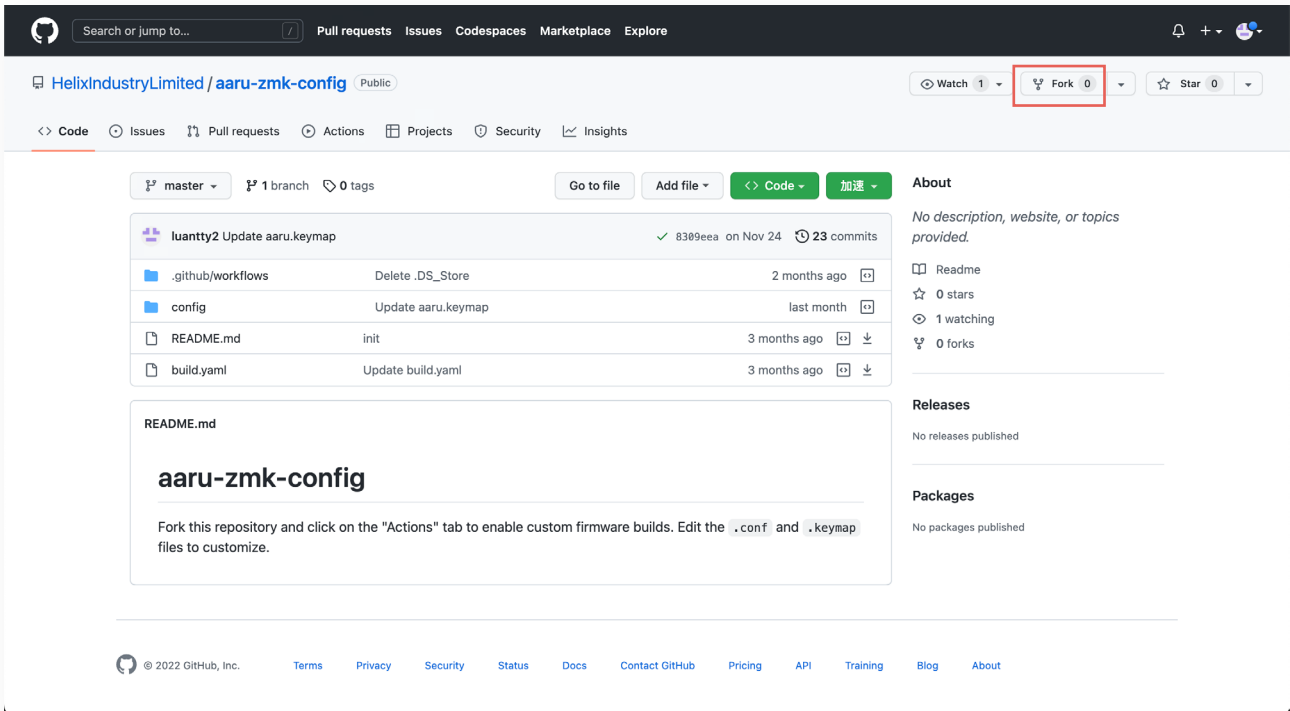 Search or jump to... / Pull requests Issues Codespaces Marketplace Explore
HelixIndustryLimited / aaru-zmk-config Public Watch 1 Fork 0 Star 0
Code Issues Pull requests Actions Projects Security Insights
master 1 branch 0 tags Go to file Add file Code 加速
luantty2 Update aaru.keymap 8309eea on Nov 24 23 commits
.github/workflows Delete .DS_Store 2 months ago
config Update aaru.keymap last month
README.md init 3 months ago
build.yaml Update build.yaml 3 months ago
README.md
aaru-zmk-config
Fork this repository and click on the "Actions" tab to enable custom firmware builds. Edit the .conf and .keymap
files to customize.
About
No description, website, or topics
provided.
Readme
0 stars
1 watching
0 forks
Releases
No releases published
Packages
No packages published
© 2022 GitHub, Inc. Terms Privacy Security Status Docs Contact GitHub Pricing API Training Blog About